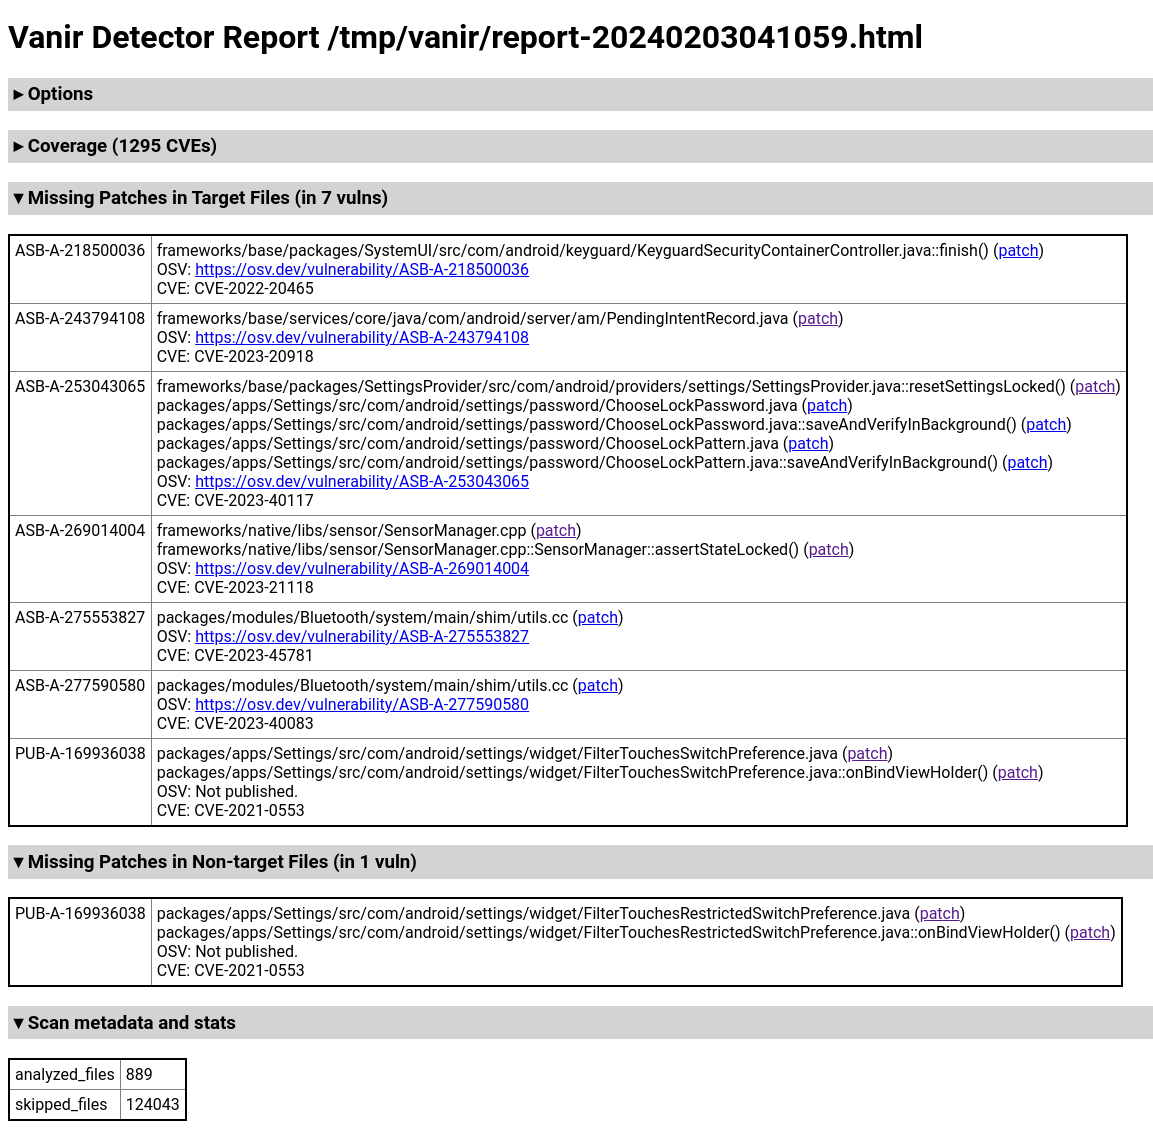 Vanir Detector Report /tmp/vanir/report-20240203041059.html
▸ Options
▸ Coverage (1295 CVEs)
▾ Missing Patches in Target Files (in 7 vulns)
ASB-A-218500036 frameworks/base/packages/SystemUI/src/com/android/keyguard/KeyguardSecurityContainerController.java::finish() (patch)
OSV: https://osv.dev/vulnerability/ASB-A-218500036
CVE: CVE-2022-20465
ASB-A-243794108 frameworks/base/services/core/java/com/android/server/am/PendingIntentRecord.java (patch)
OSV: https://osv.dev/vulnerability/ASB-A-243794108
CVE: CVE-2023-20918
ASB-A-253043065 frameworks/base/packages/SettingsProvider/src/com/android/providers/settings/SettingsProvider.java::resetSettingsLocked() (patch)
packages/apps/Settings/src/com/android/settings/password/ChooseLockPassword.java (patch)
packages/apps/Settings/src/com/android/settings/password/ChooseLockPassword.java::saveAndVerifyInBackground() (patch)
packages/apps/Settings/src/com/android/settings/password/ChooseLockPattern.java (patch)
packages/apps/Settings/src/com/android/settings/password/ChooseLockPattern.java::saveAndVerifyInBackground() (patch)
OSV: https://osv.dev/vulnerability/ASB-A-253043065
CVE: CVE-2023-40117
ASB-A-269014004 frameworks/native/libs/sensor/SensorManager.cpp (patch)
frameworks/native/libs/sensor/SensorManager.cpp::SensorManager::assertStateLocked() (patch)
OSV: https://osv.dev/vulnerability/ASB-A-269014004
CVE: CVE-2023-21118
ASB-A-275553827 packages/modules/Bluetooth/system/main/shim/utils.cc (patch)
OSV: https://osv.dev/vulnerability/ASB-A-275553827
CVE: CVE-2023-45781
ASB-A-277590580 packages/modules/Bluetooth/system/main/shim/utils.cc (patch)
OSV: https://osv.dev/vulnerability/ASB-A-277590580
CVE: CVE-2023-40083
PUB-A-169936038 packages/apps/Settings/src/com/android/settings/widget/FilterTouchesSwitchPreference.java (patch)
packages/apps/Settings/src/com/android/settings/widget/FilterTouchesSwitchPreference.java::onBindViewHolder() (patch)
OSV: Not published.
CVE: CVE-2021-0553
▾ Missing Patches in Non-target Files (in 1 vuln)
PUB-A-169936038 packages/apps/Settings/src/com/android/settings/widget/FilterTouchesRestrictedSwitchPreference.java (patch)
packages/apps/Settings/src/com/android/settings/widget/FilterTouchesRestrictedSwitchPreference.java::onBindViewHolder() (patch)
OSV: Not published.
CVE: CVE-2021-0553
▾ Scan metadata and stats
analyzed_files 889
skipped_files 124043